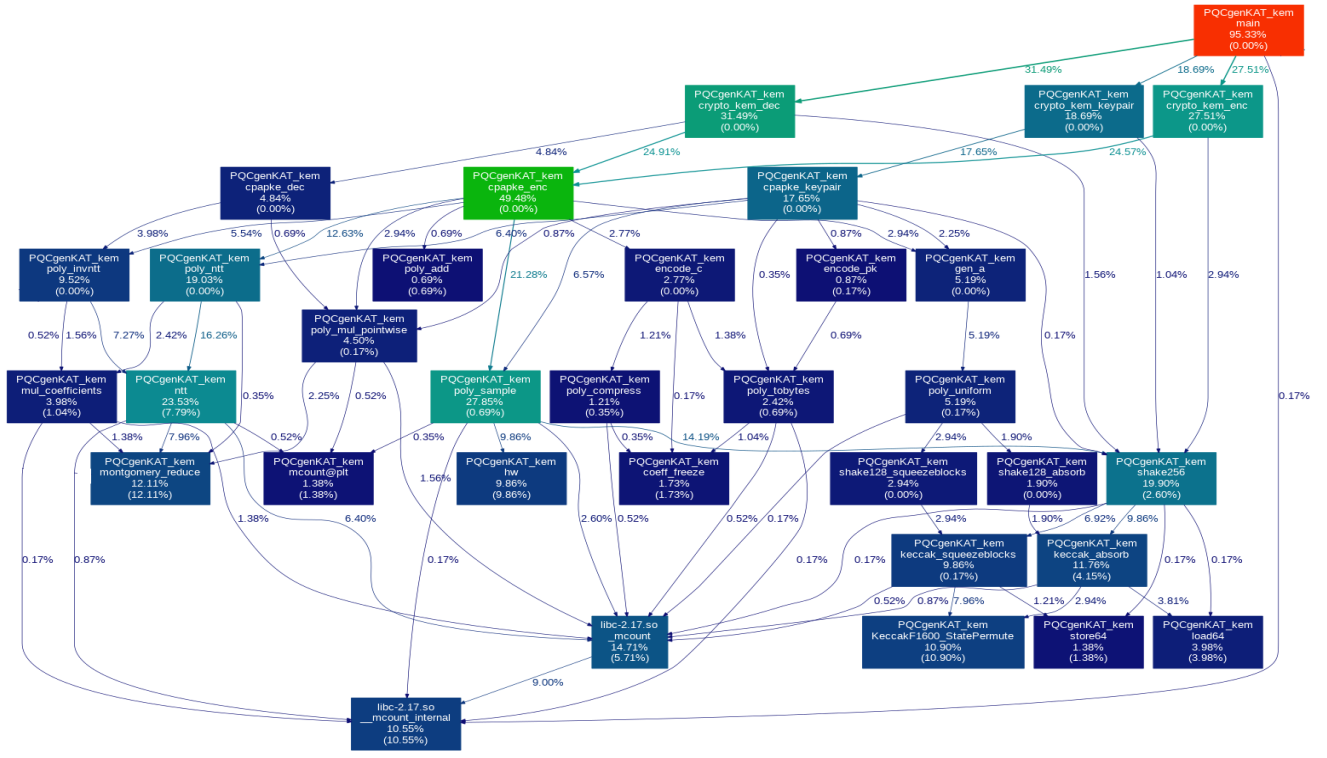 PQCgenKAT_kem
main
95.33%
(0.00%)
31.49%
18.69%
27.51%
PQCgenKAT_kem
crypto_kem_dec
31.49%
(0.00%)
PQCgenKAT_kem
crypto_kem_keypair
18.69%
(0.00%)
PQCgenKAT_kem
crypto_kem_enc
27.51%
(0.00%)
4.84%
24.91%
17.65%
24.57%
PQCgenKAT_kem
cpapke_dec
4.84%
(0.00%)
PQCgenKAT_kem
cpapke_enc
49.48%
(0.00%)
PQCgenKAT_kem
cpapke_keypair
17.65%
(0.00%)
3.98%
5.54%
0.69%
12.63%
2.94%
0.69%
6.40%
0.87%
2.77%
0.87%
2.94%
2.25%
PQCgenKAT_kem
poly_invntt
9.52%
(0.00%)
PQCgenKAT_kem
poly_ntt
19.03%
(0.00%)
PQCgenKAT_kem
poly_add
0.69%
(0.69%)
21.28%
6.57%
PQCgenKAT_kem
encode_c
2.77%
(0.00%)
0.35%
PQCgenKAT_kem
encode_pk
0.87%
(0.17%)
PQCgenKAT_kem
gen_a
5.19%
(0.00%)
1.56%
1.04%
2.94%
0.52%
1.56%
7.27%
2.42%
16.26%
PQCgenKAT_kem
poly_mul_pointwise
4.50%
(0.17%)
1.21%
1.38%
0.69%
5.19%
0.17%
PQCgenKAT_kem
mul_coefficients
3.98%
(1.04%)
PQCgenKAT_kem
ntt
23.53%
(7.79%)
0.35%
2.25%
0.52%
PQCgenKAT_kem
poly_sample
27.85%
(0.69%)
PQCgenKAT_kem
poly_compress
1.21%
(0.35%)
0.17%
PQCgenKAT_kem
poly_tobytes
2.42%
(0.69%)
PQCgenKAT_kem
poly_uniform
5.19%
(0.17%)
0.17%
1.38%
7.96%
0.52%
0.35%
9.86%
0.35%
14.19%
1.04%
2.94%
1.90%
PQCgenKAT_kem
montgomery_reduce
12.11%
(12.11%)
PQCgenKAT_kem
mcount@plt
1.38%
(1.38%)
1.56%
PQCgenKAT_kem
hw
9.86%
(9.86%)
PQCgenKAT_kem
coeff_freeze
1.73%
(1.73%)
PQCgenKAT_kem
shake128_squeezeblocks
2.94%
(0.00%)
PQCgenKAT_kem
shake128_absorb
1.90%
(0.00%)
PQCgenKAT_kem
shake256
19.90%
(2.60%)
1.38%
6.40%
2.60%
0.52%
0.52%
0.17%
2.94%
1.90%
6.92%
9.86%
0.17%
0.87%
0.17%
0.17%
0.17%
PQCgenKAT_kem
keccak_squeezeblocks
9.86%
(0.17%)
PQCgenKAT_kem
keccak_absorb
11.76%
(4.15%)
0.17%
0.17%
0.52%
0.87%
7.96%
1.21%
2.94%
3.81%
libc-2.17.so
_mcount
14.71%
(5.71%)
PQCgenKAT_kem
KeccakF1600_StatePermute
10.90%
(10.90%)
PQCgenKAT_kem
store64
1.38%
(1.38%)
PQCgenKAT_kem
load64
3.98%
(3.98%)
9.00%
libc-2.17.so
__mcount_internal
10.55%
(10.55%)